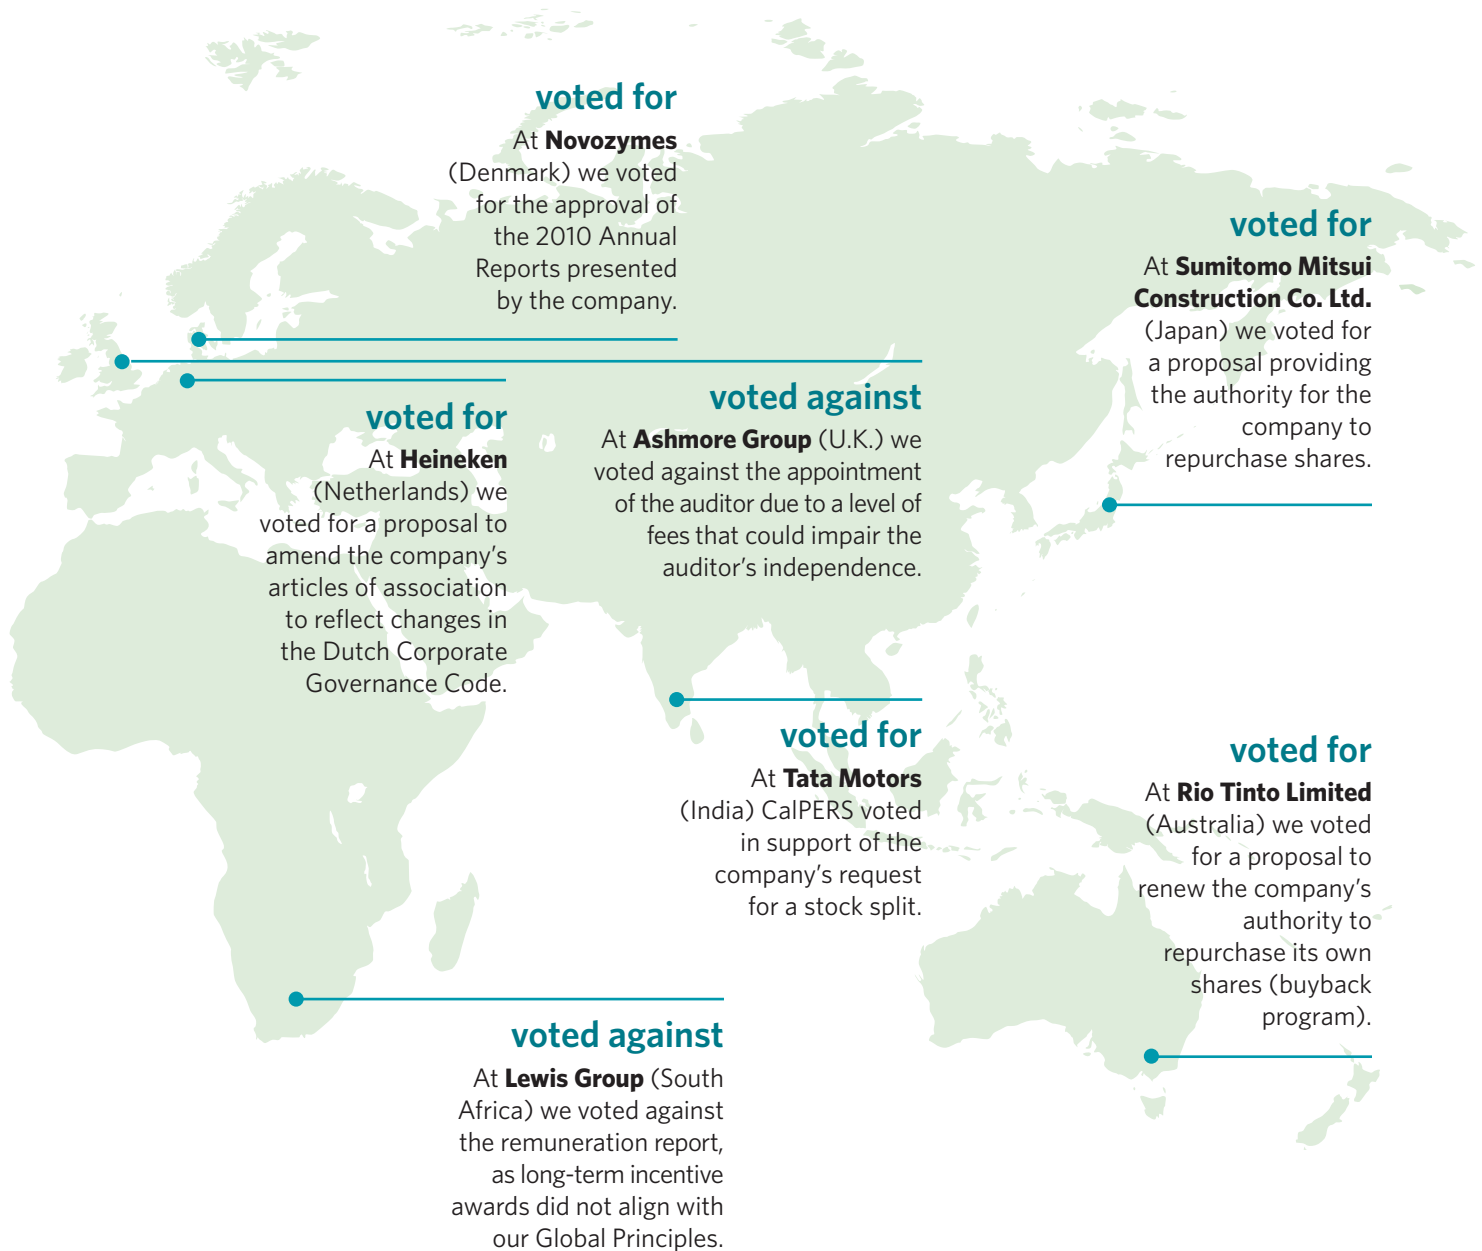 voted for
At Novozymes
(Denmark) we voted
for the approval of
the 2010 Annual
Reports presented
by the company.
voted for
At Sumitomo Mitsui
Construction Co. Ltd.
(Japan) we voted for
a proposal providing
the authority for the
company to
repurchase shares.
voted for
At Heineken
(Netherlands) we
voted for a proposal to
amend the company’s
articles of association
to reflect changes in
the Dutch Corporate
Governance Code.
voted against
At Ashmore Group (U.K.) we
voted against the appointment
of the auditor due to a level of
fees that could impair the
auditor’s independence.
voted for
At Tata Motors
(India) CalPERS voted
in support of the
company’s request
for a stock split.
voted for
At Rio Tinto Limited
(Australia) we voted
for a proposal to
renew the company’s
authority to
repurchase its own
shares (buyback
program).
voted against
At Lewis Group (South
Africa) we voted against
the remuneration report,
as long-term incentive
awards did not align with
our Global Principles.